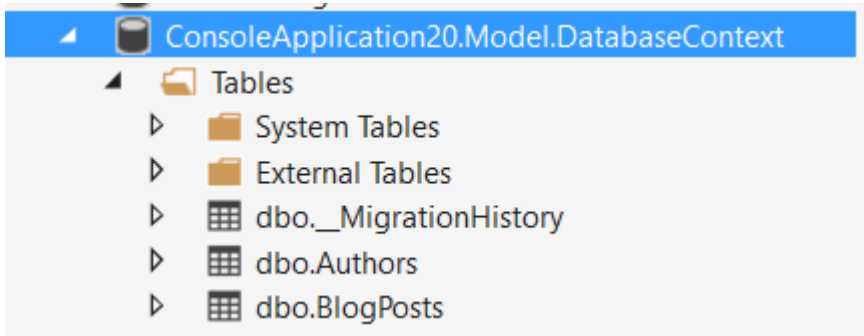 ConsoleApplication20.Model.DatabaseContext
Tables
System Tables
External Tables
dbo.__MigrationHistory
dbo.Authors
dbo.BlogPosts